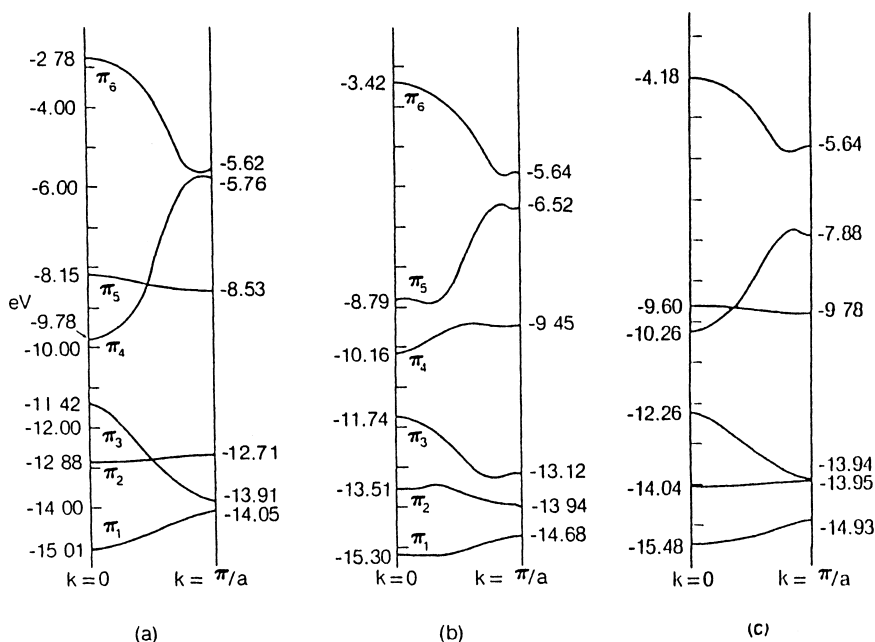 -2 78
π6
-4.00
-5.62
-5.76
-6.00
-8.15
π5
-8.53
eV
-9.78
-10.00
π4
-11 42
-12.00
π3
-12.71
-12 88
π2
-13.91
-14 00
-14.05
π1
-15 01
k = 0
k = π/a
(a)
-3.42
π6
-5.64
-6.52
π5
-8.79
-9 45
-10.16
π4
-11.74
π3
-13.12
-13.51
π2
-13 94
π1
-14.68
-15.30
k = 0
k = π/a
(b)
-4.18
-5.64
-7.88
-9.60
-9 78
-10.26
-12.26
-13.94
-13.95
-14.04
-14.93
-15.48
k = 0
k = π/a
(c)